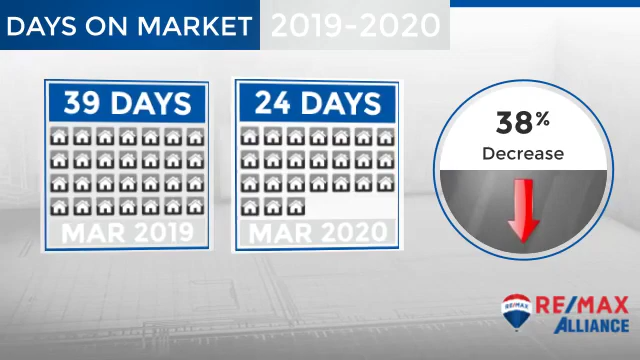 DAYS ON MARKET 2019-2020
39 DAYS
MAR 2019
24 DAYS
MAR 2020
38%
Decrease
RE/MAX
RE/MAX
ALLIANCE